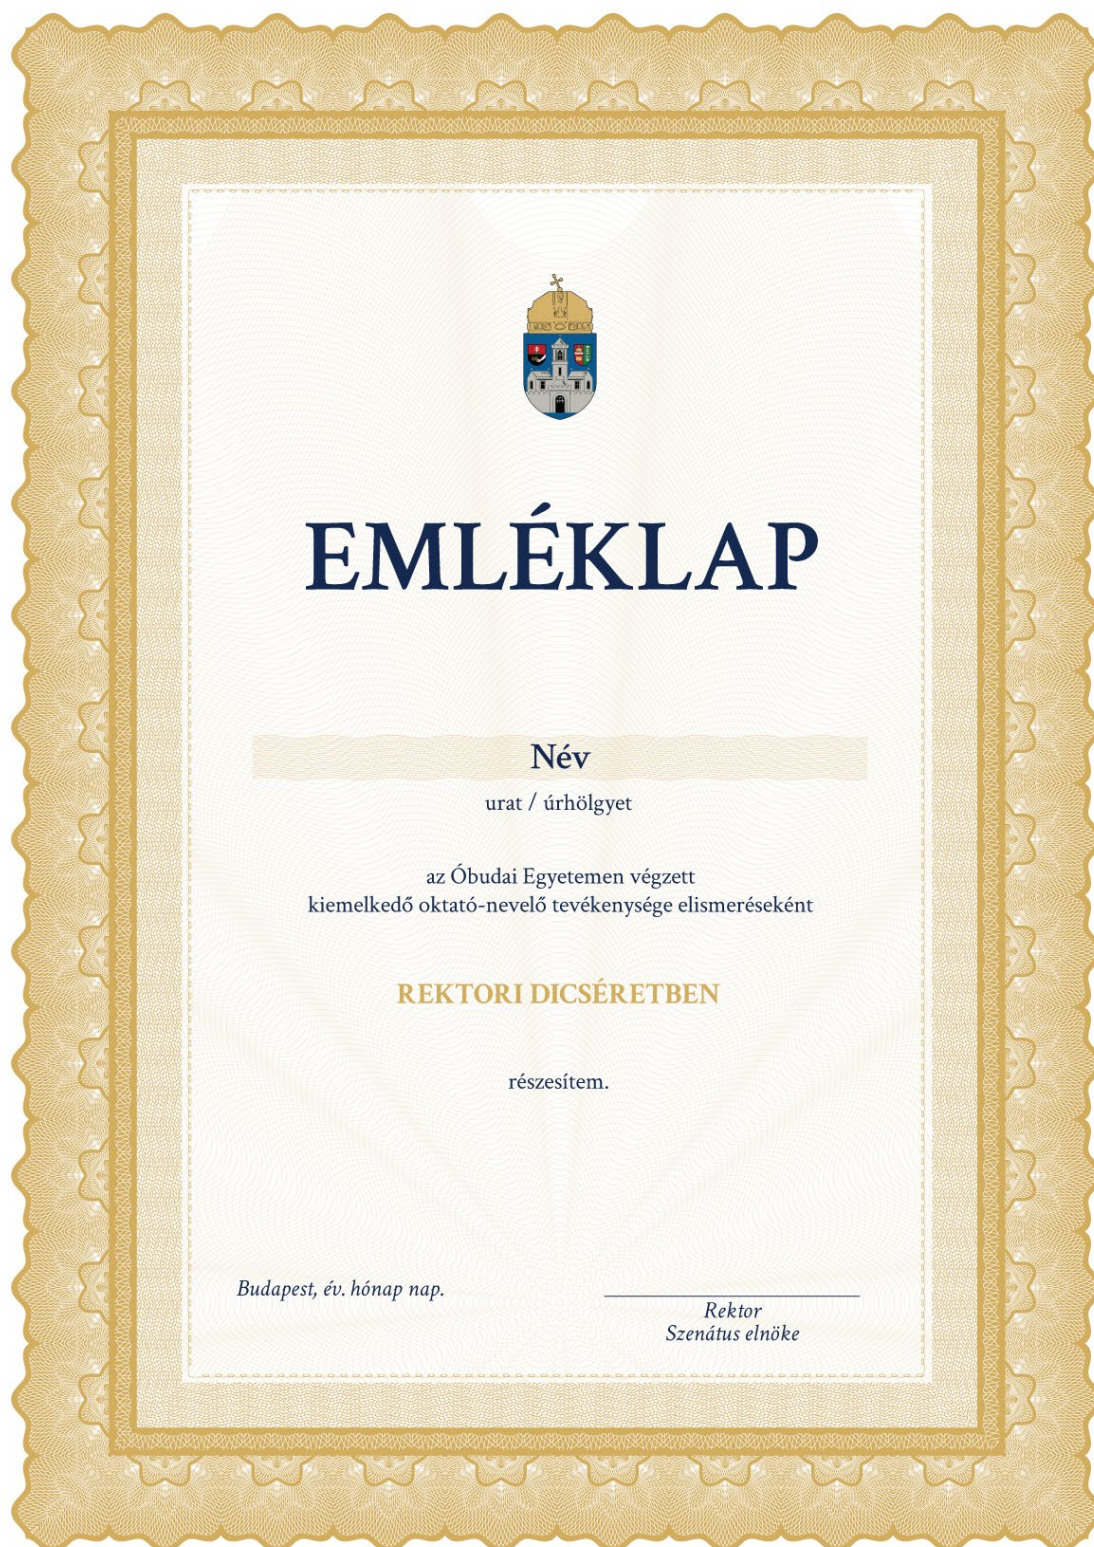 EMLÉKLAP
Név
urat / úrhölgyet
az Óbudai Egyetemen végzett
kiemelkedő oktató-nevelő tevékenysége elismeréseként
REKTORI DICSÉRETBEN
részesítem.
Budapest, év. hónap nap.
Rektor
Szenátus elnöke